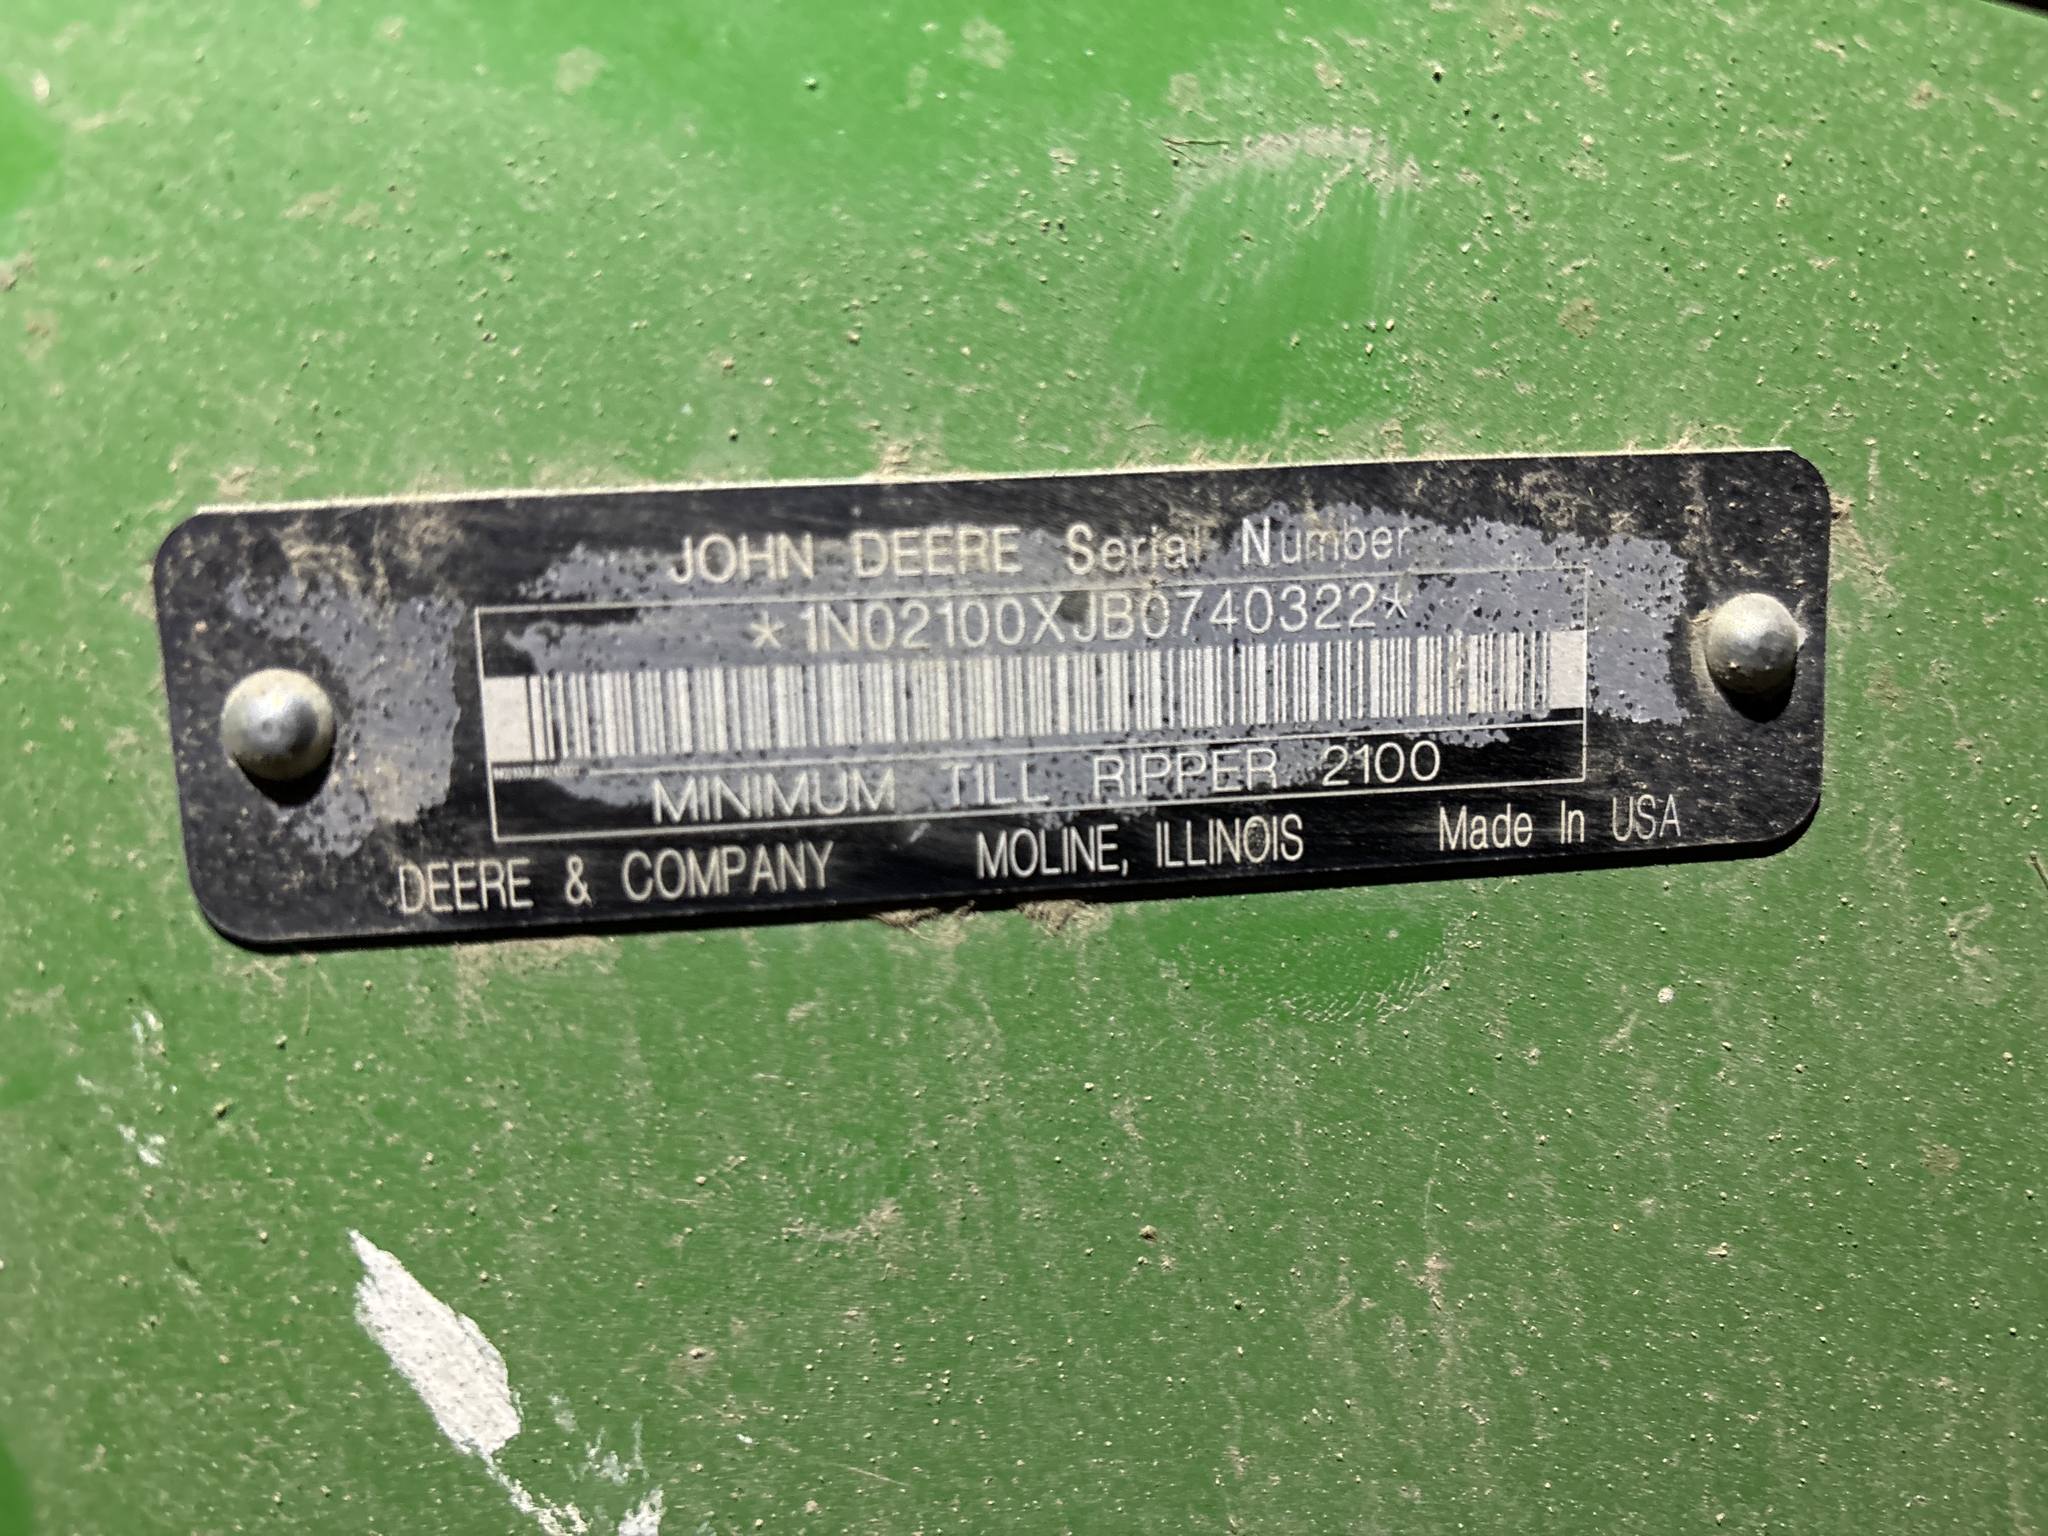 JOHN DEERE Serial Number
*1N02100XJB0740322*
MINIMUM TILL RIPPER 2100
DEERE & COMPANY MOLINE, ILLINOIS Made In USA